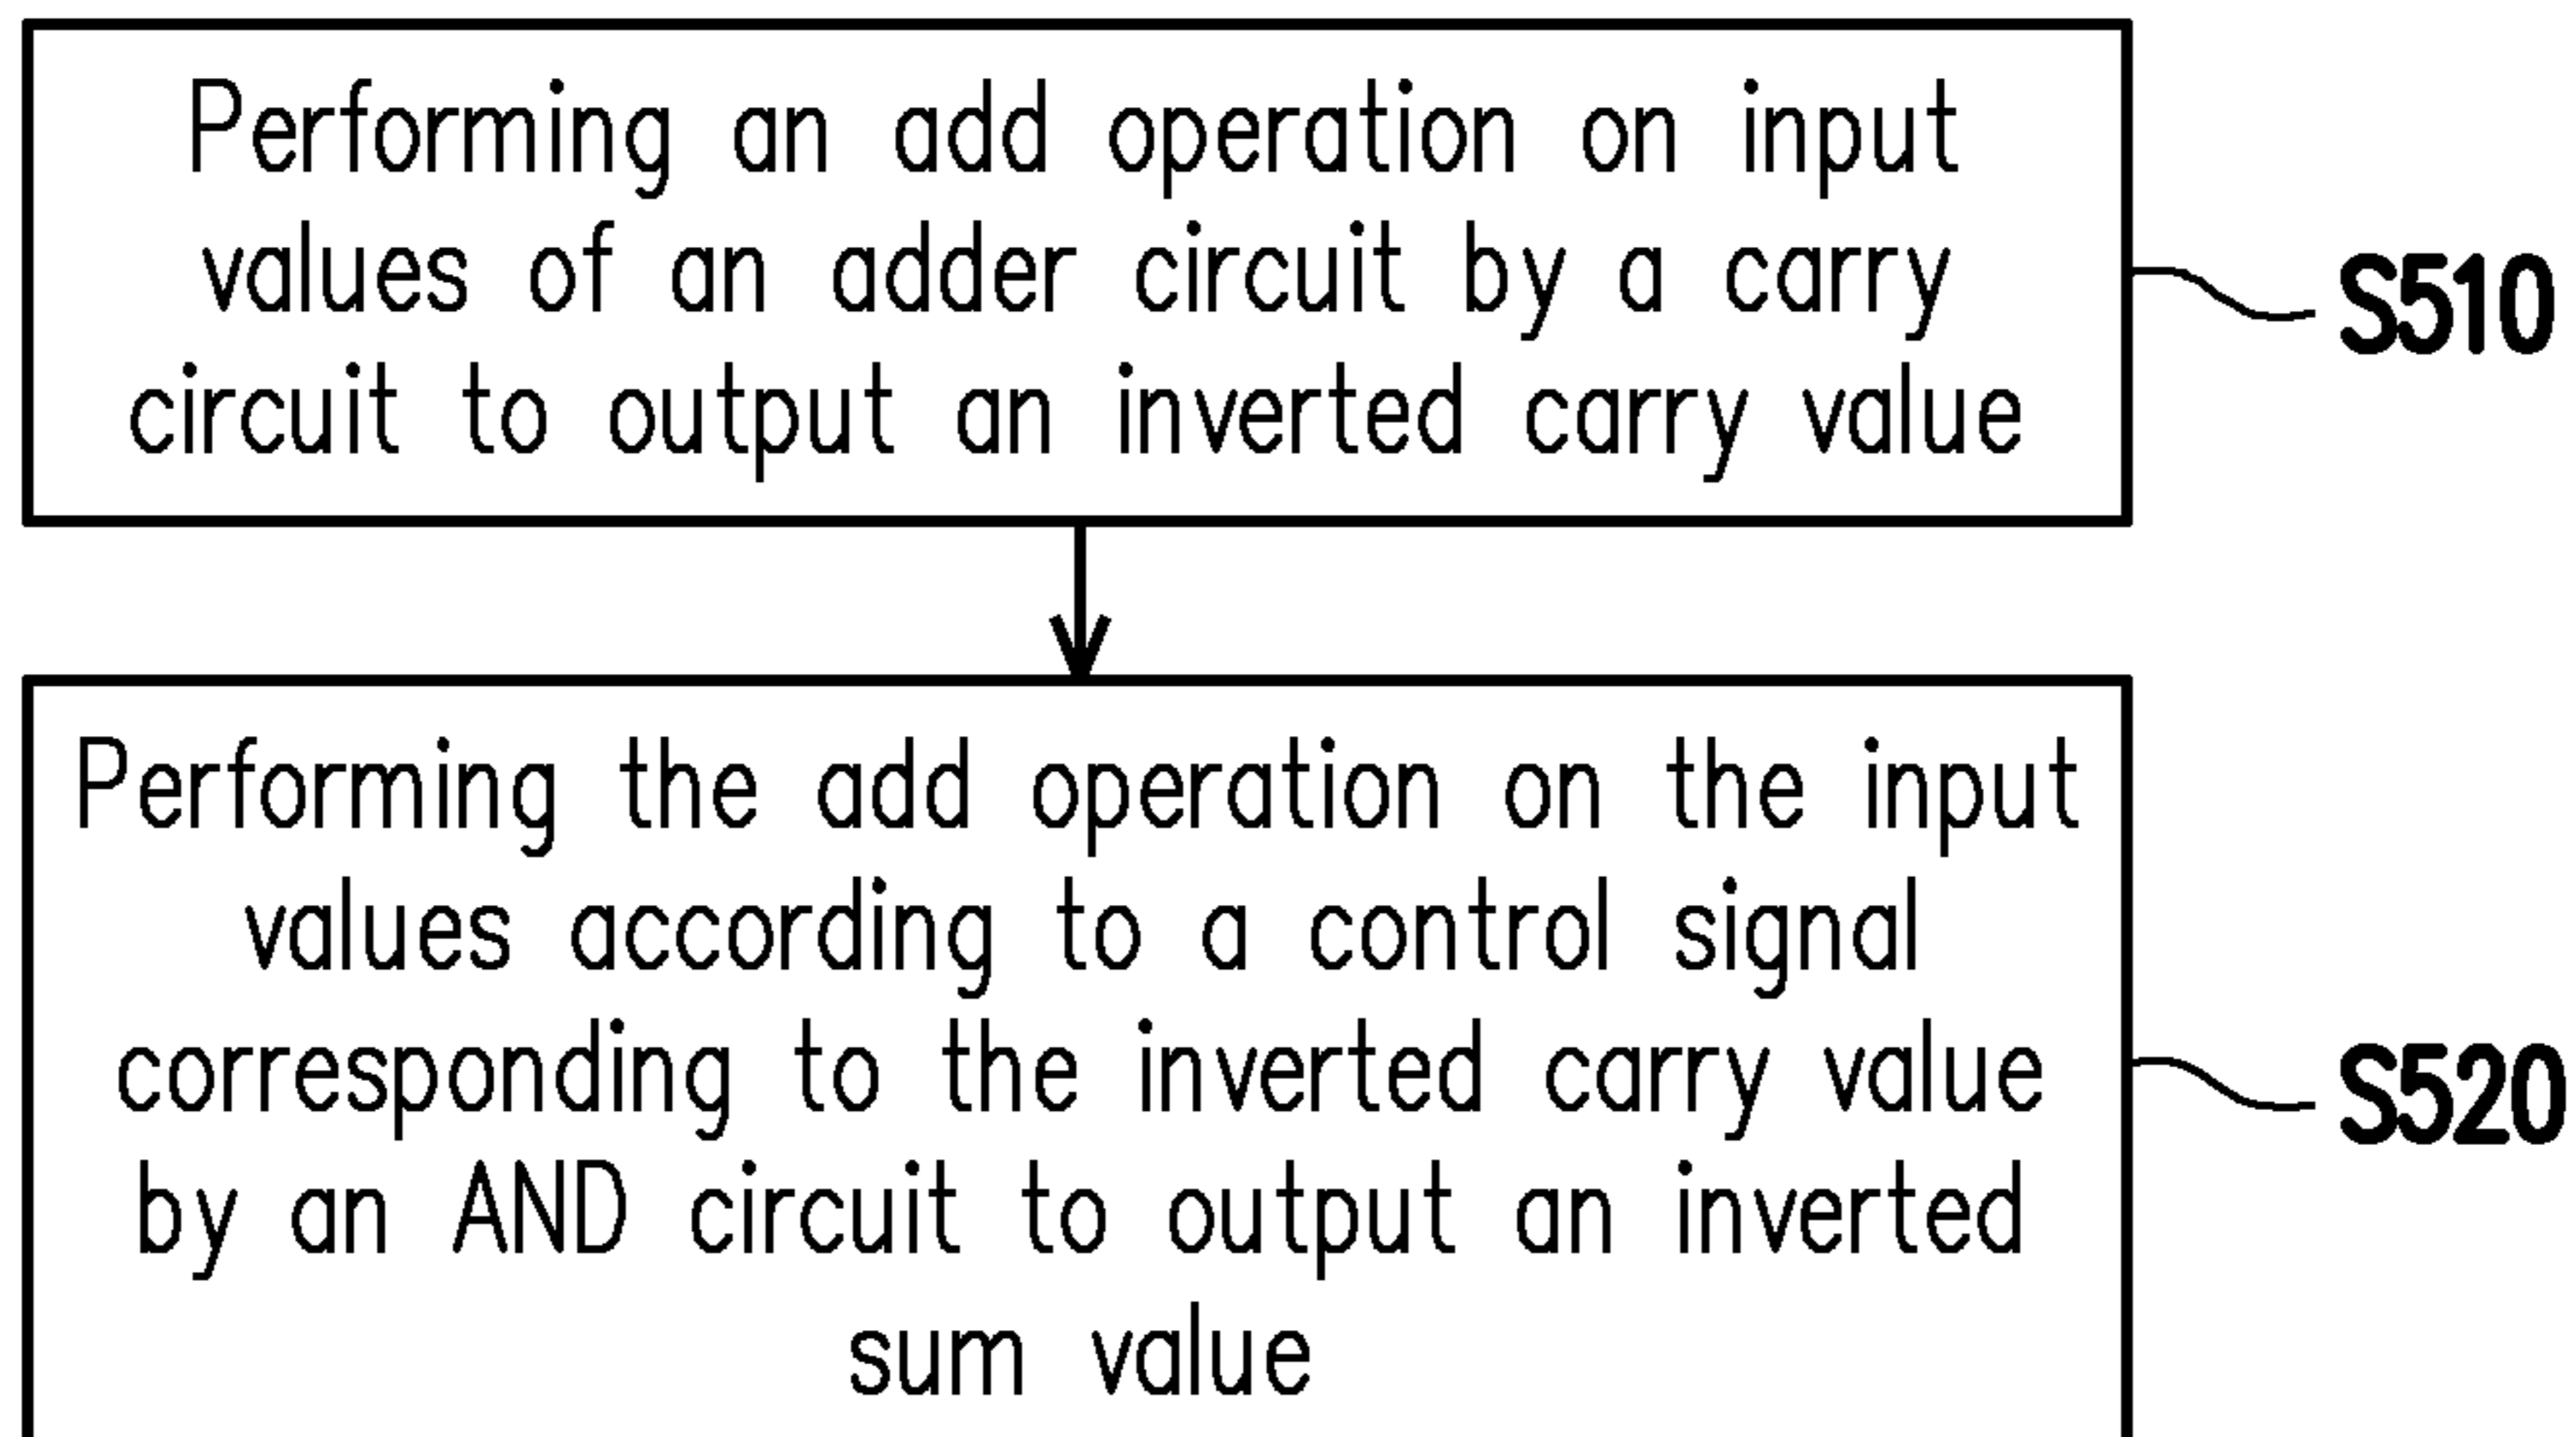 Performing an add operation on input
values of an adder circuit by a carry
circuit to output an inverted carry value
S510
Performing the add operation on the input
values according to a control signal
corresponding to the inverted carry value
by an AND circuit to output an inverted
sum value
S520